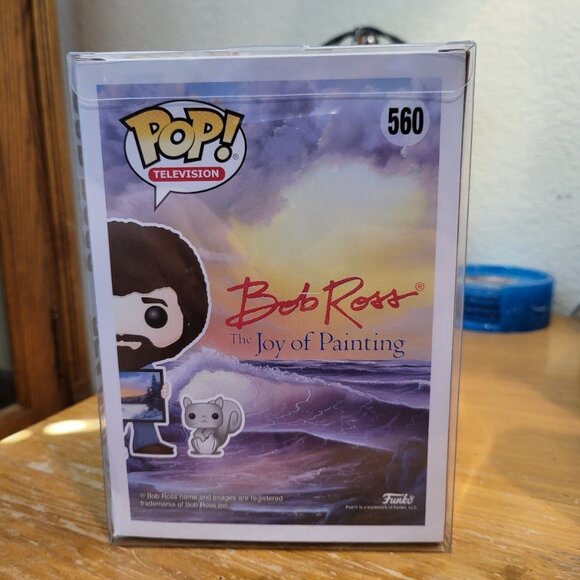 POP!®
TELEVISION
560
Bob Ross®
The Joy of Painting
® Bob Ross name and images are registered
trademarks of Bob Ross Inc.
Funko